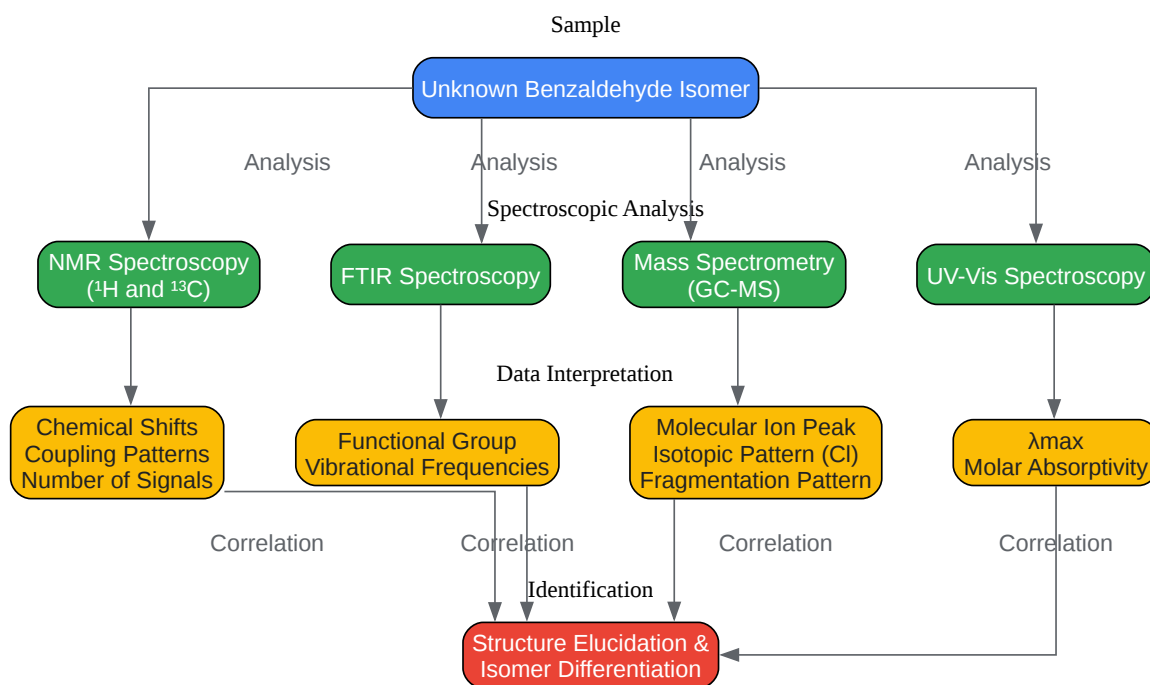 Sample
Unknown Benzaldehyde Isomer
Analysis
Analysis
Analysis
Analysis
Spectroscopic Analysis
NMR Spectroscopy
(¹H and ¹³C)
FTIR Spectroscopy
Mass Spectrometry
(GC-MS)
UV-Vis Spectroscopy
Data Interpretation
Chemical Shifts
Coupling Patterns
Number of Signals
Functional Group
Vibrational Frequencies
Molecular Ion Peak
Isotopic Pattern (Cl)
Fragmentation Pattern
λmax
Molar Absorptivity
Correlation
Correlation
Correlation
Correlation
Identification
Structure Elucidation &
Isomer Differentiation